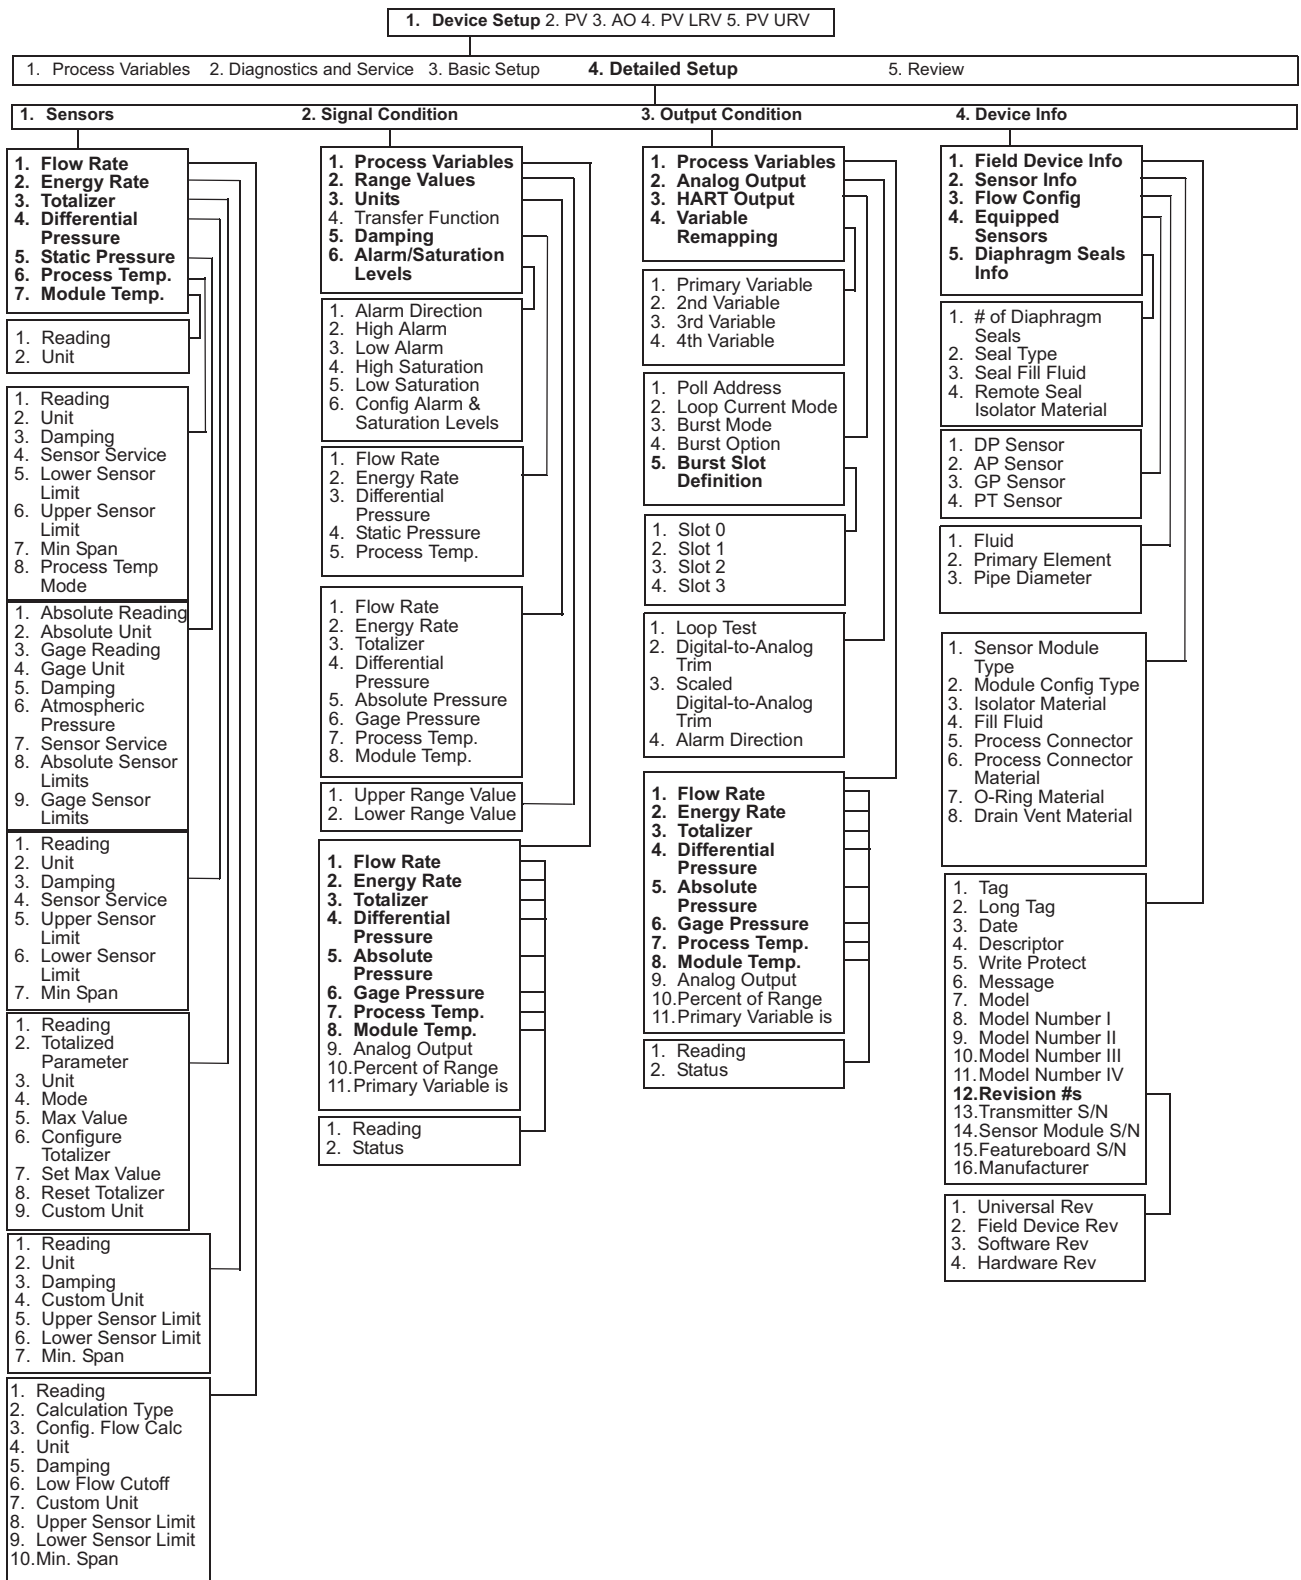 1. Device Setup 2. PV 3. AO 4. PV LRV 5. PV URV
1. Process Variables 2. Diagnostics and Service 3. Basic Setup 4. Detailed Setup 5. Review
1. Sensors 2. Signal Condition 3. Output Condition 4. Device Info
1. Flow Rate
2. Energy Rate
3. Totalizer
4. Differential
Pressure
5. Static Pressure
6. Process Temp.
7. Module Temp.
1. Reading
2. Unit
1. Reading
2. Unit
3. Damping
4. Sensor Service
5. Lower Sensor
Limit
6. Upper Sensor
Limit
7. Min Span
8. Process Temp
Mode
1. Absolute Reading
2. Absolute Unit
3. Gage Reading
4. Gage Unit
5. Damping
6. Atmospheric
Pressure
7. Sensor Service
8. Absolute Sensor
Limits
9. Gage Sensor
Limits
1. Reading
2. Unit
3. Damping
4. Sensor Service
5. Upper Sensor
Limit
6. Lower Sensor
Limit
7. Min Span
1. Reading
2. Totalized
Parameter
3. Unit
4. Mode
5. Max Value
6. Configure
Totalizer
7. Set Max Value
8. Reset Totalizer
9. Custom Unit
1. Reading
2. Unit
3. Damping
4. Custom Unit
5. Upper Sensor Limit
6. Lower Sensor Limit
7. Min. Span
1. Reading
2. Calculation Type
3. Config. Flow Calc
4. Unit
5. Damping
6. Low Flow Cutoff
7. Custom Unit
8. Upper Sensor Limit
9. Lower Sensor Limit
10.Min. Span
1. Process Variables
2. Range Values
3. Units
4. Transfer Function
5. Damping
6. Alarm/Saturation
Levels
1. Alarm Direction
2. High Alarm
3. Low Alarm
4. High Saturation
5. Low Saturation
6. Config Alarm &
Saturation Levels
1. Flow Rate
2. Energy Rate
3. Differential
Pressure
4. Static Pressure
5. Process Temp.
1. Flow Rate
2. Energy Rate
3. Totalizer
4. Differential
Pressure
5. Absolute Pressure
6. Gage Pressure
7. Process Temp.
8. Module Temp.
1. Upper Range Value
2. Lower Range Value
1. Flow Rate
2. Energy Rate
3. Totalizer
4. Differential
Pressure
5. Absolute
Pressure
6. Gage Pressure
7. Process Temp.
8. Module Temp.
9. Analog Output
10.Percent of Range
11.Primary Variable is
1. Reading
2. Status
1. Process Variables
2. Analog Output
3. HART Output
4. Variable
Remapping
1. Primary Variable
2. 2nd Variable
3. 3rd Variable
4. 4th Variable
1. Poll Address
2. Loop Current Mode
3. Burst Mode
4. Burst Option
5. Burst Slot
Definition
1. Slot 0
2. Slot 1
3. Slot 2
4. Slot 3
1. Loop Test
2. Digital-to-Analog
Trim
3. Scaled
Digital-to-Analog
Trim
4. Alarm Direction
1. Flow Rate
2. Energy Rate
3. Totalizer
4. Differential
Pressure
5. Absolute
Pressure
6. Gage Pressure
7. Process Temp.
8. Module Temp.
9. Analog Output
10.Percent of Range
11.Primary Variable is
1. Reading
2. Status
1. Field Device Info
2. Sensor Info
3. Flow Config
4. Equipped
Sensors
5. Diaphragm Seals
Info
1. # of Diaphragm
Seals
2. Seal Type
3. Seal Fill Fluid
4. Remote Seal
Isolator Material
1. DP Sensor
2. AP Sensor
3. GP Sensor
4. PT Sensor
1. Fluid
2. Primary Element
3. Pipe Diameter
1. Sensor Module
Type
2. Module Config Type
3. Isolator Material
4. Fill Fluid
5. Process Connector
6. Process Connector
Material
7. O-Ring Material
8. Drain Vent Material
1. Tag
2. Long Tag
3. Date
4. Descriptor
5. Write Protect
6. Message
7. Model
8. Model Number I
9. Model Number II
10.Model Number III
11.Model Number IV
12.Revision #s
13.Transmitter S/N
14.Sensor Module S/N
15.Featureboard S/N
16.Manufacturer
1. Universal Rev
2. Field Device Rev
3. Software Rev
4. Hardware Rev